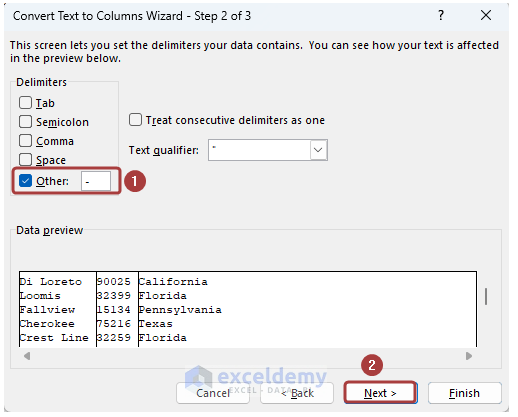 Convert Text to Columns Wizard - Step 2 of 3 ? ×
This screen lets you set the delimiters your data contains. You can see how your text is affected
in the preview below.
Delimiters
Tab
Semicolon
Comma
Space
Other: -
1
Treat consecutive delimiters as one
Text qualifier: "
Data preview
Di Loreto 90025 California
Loomis 32399 Florida
Fallview 15134 Pennsylvania
Cherokee 75216 Texas
Crest Line 32259 Florida
exceldemy
EXCEL - DATA - BI
2
Cancel < Back Next > Finish